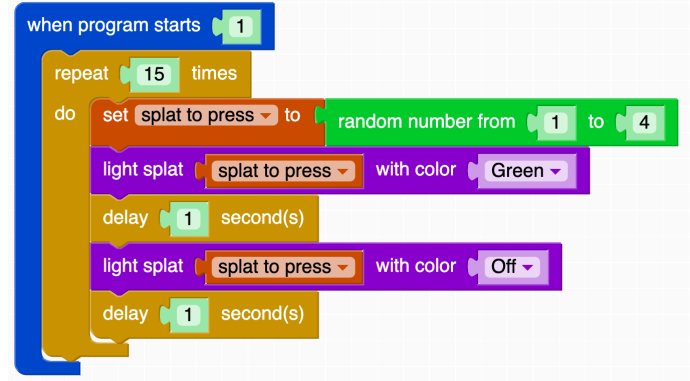 when program starts 1
repeat 15 times
do set splat to press to random number from 1 to 4
light splat splat to press with color Green
delay 1 second(s)
light splat splat to press with color Off
delay 1 second(s)